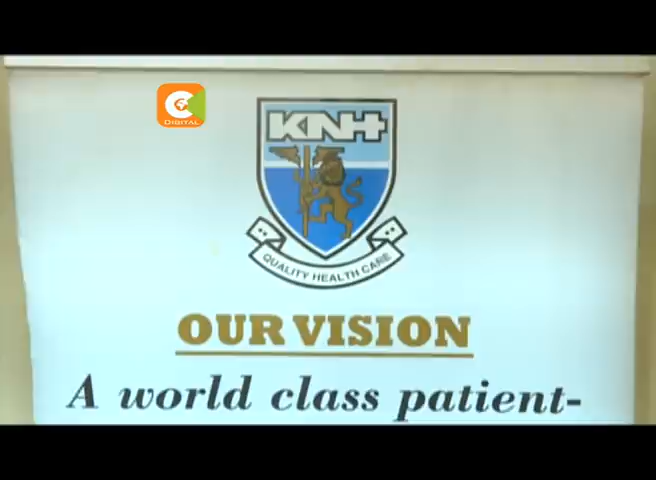 C
DIGITAL
KNH
QUALITY HEALTH CARE
OUR VISION
A world class patient-